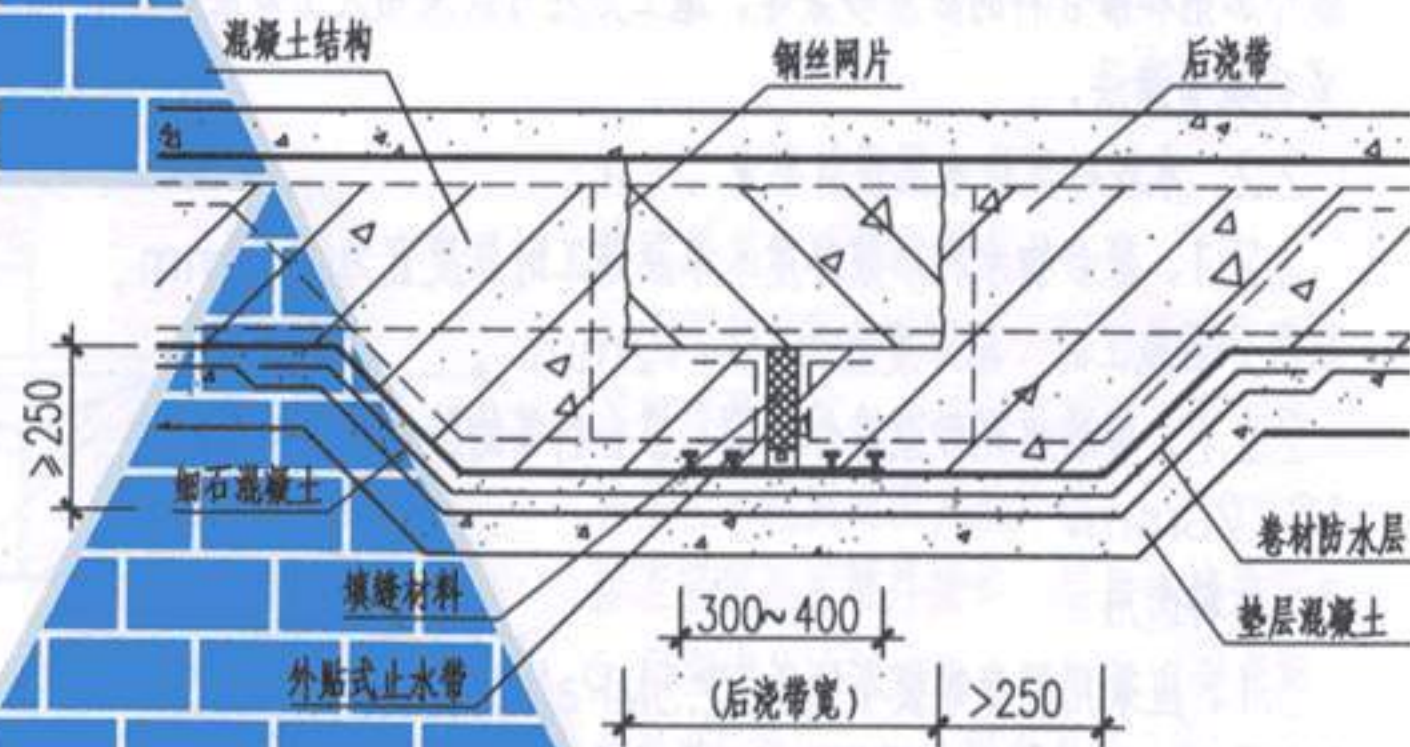 混凝土结构
钢丝网片
后浇带
≥250
细石混凝土
填缝材料
外贴式止水带
300~400
(后浇带宽)
>250
卷材防水层
垫层混凝土